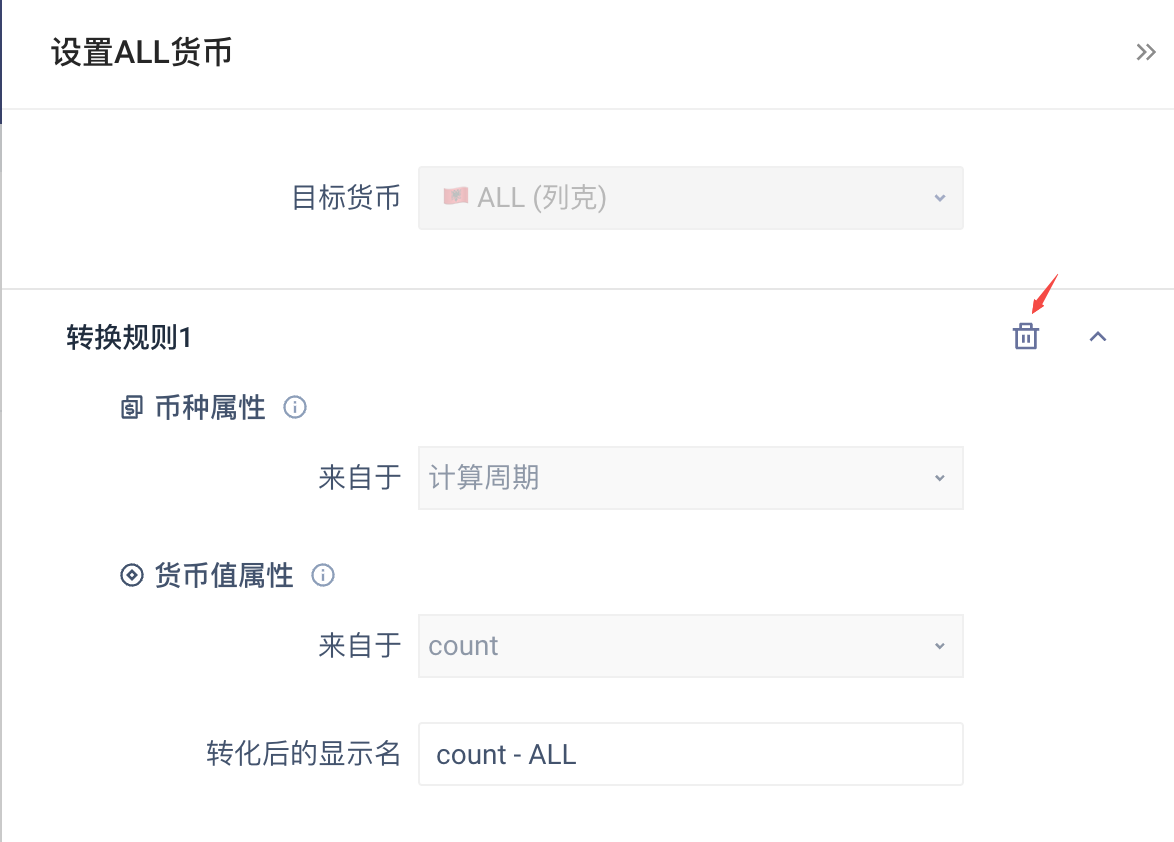 设置ALL货币
目标货币 ALL (列克)
转换规则1
币种属性
来自于 计算周期
货币值属性
来自于 count
转化后的显示名 count - ALL